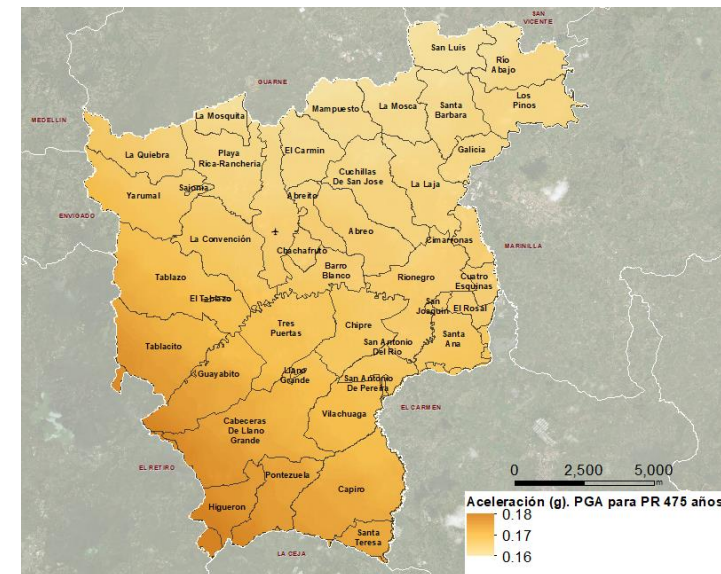 SAN
VICENTE
San Luis
Río
Abajo
GUARNE
Los
Pinos
La Mosquita
Mampuesto
La Mosca
Santa
Barbara
MEDELLIN
La Quiebra
Playa
Rica-Rancheria
El Carmin
Galicia
Cuchillas
De San Jose
Yarumal
Sajonia
Abreito
La Laja
ENVIGADO
La Convención
Abreo
Cimarronas
MARINILLA
Chachafruto
Tablazo
Barro
Blanco
Rionegro
Cuatro
Esquinas
El Tablazo
San
Joaquin
El Rosal
Tres
Puertas
Chipre
Santa
Ana
Tablacito
San Antonio
Del Rio
Guayabito
Llano
Grande
San Antonio
De Pereira
Vilachuaga
EL CARMEN
Cabeceras
De Llano
Grande
EL RETIRO
Pontezuela
Capiro
Higueron
Santa
Teresa
LA CEJA
0 2,500 5,000
m
Aceleración (g). PGA para PR 475 años
0.18
0.17
0.16